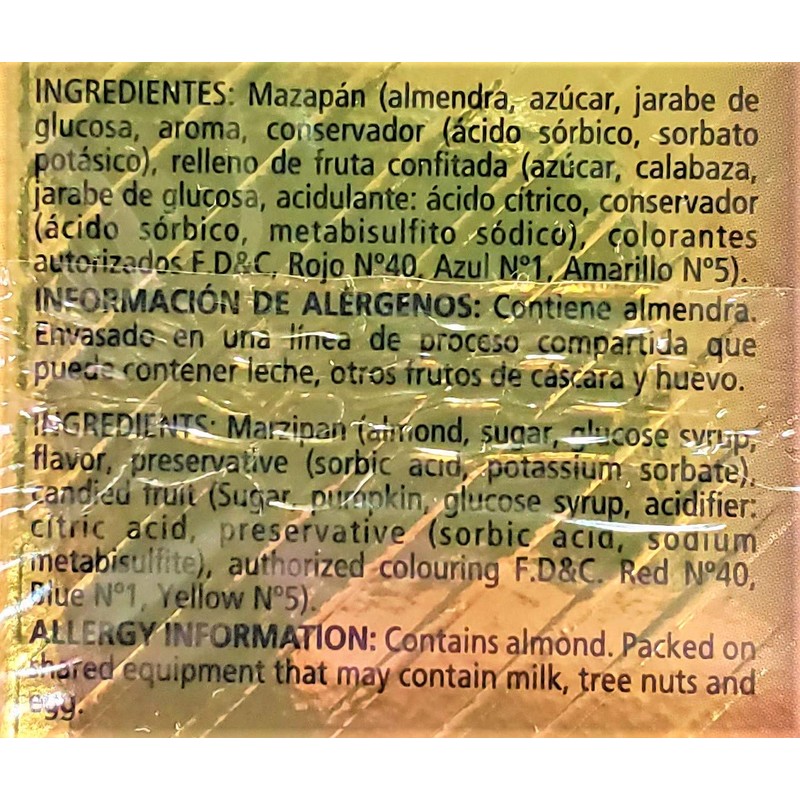 INGREDIENTES: Mazapán (almendra, azúcar, jarabe de
glucosa, aroma, conservador (ácido sórbico, sorbato
potásico), relleno de fruta confitada (azúcar, calabaza,
jarabe de glucosa, acidulante: ácido cítrico, conservador
(ácido sórbico, metabisulfito sódico), colorantes
autorizados F.D&C, Rojo Nº40, Azul Nº1, Amarillo Nº5).
INFORMACIÓN DE ALERGENOS: Contiene almendra.
Envasado en una línea de proceso compartida que
puede contener leche, otros frutos de cáscara y huevo.
INGREDIENTS: Marzipan (almond, sugar, glucose syrup,
flavor, preservative (sorbic acid, potassium sorbate),
candied fruit (Sugar, pumpkin, glucose syrup, acidifier:
citric acid, preservative (sorbic acid, sodium
metabisulfite), authorized colouring F.D&C. Red Nº40,
Blue Nº1, Yellow Nº5).
ALLERGY INFORMATION: Contains almond. Packed on
shared equipment that may contain milk, tree nuts and
egg.